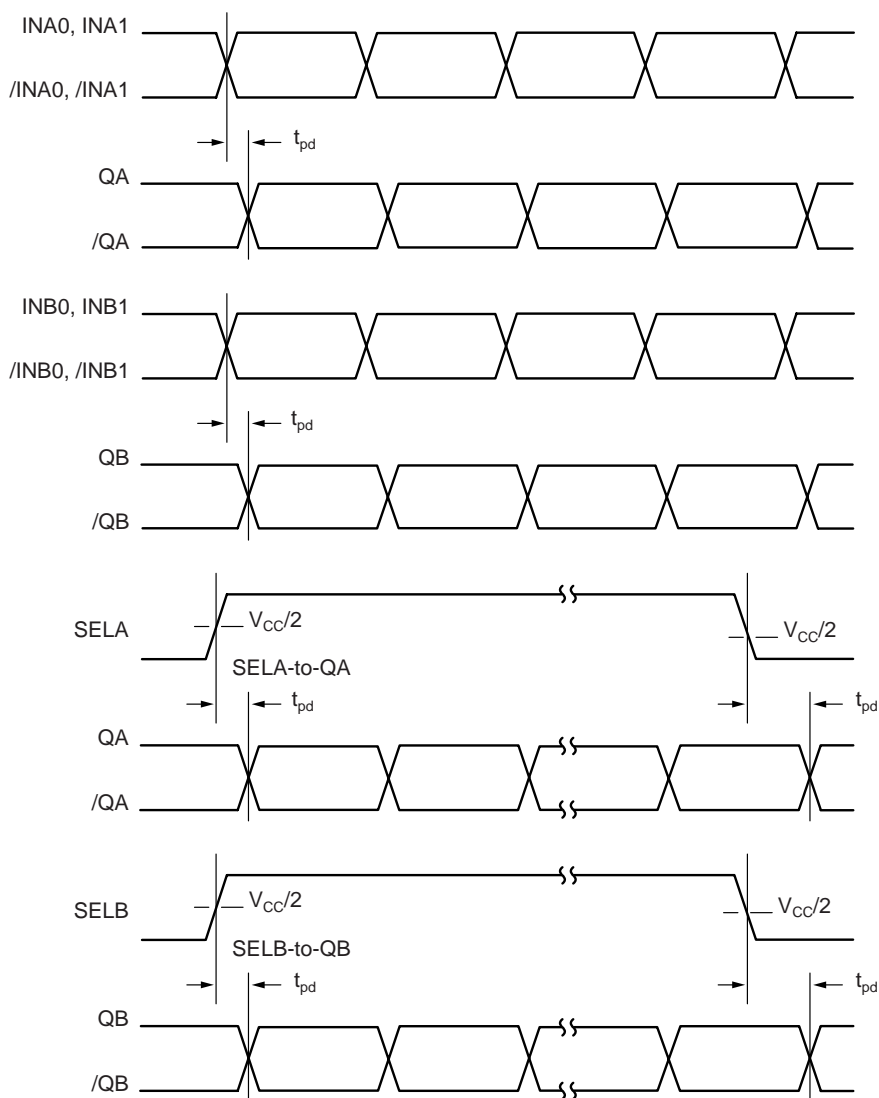 INA0, INA1
/INA0, /INA1
tpd
QA
/QA
INB0, INB1
/INB0, /INB1
tpd
QB
/QB
SELA
VCC/2
VCC/2
SELA-to-QA
tpd
tpd
QA
/QA
SELB
VCC/2
VCC/2
SELB-to-QB
tpd
tpd
QB
/QB